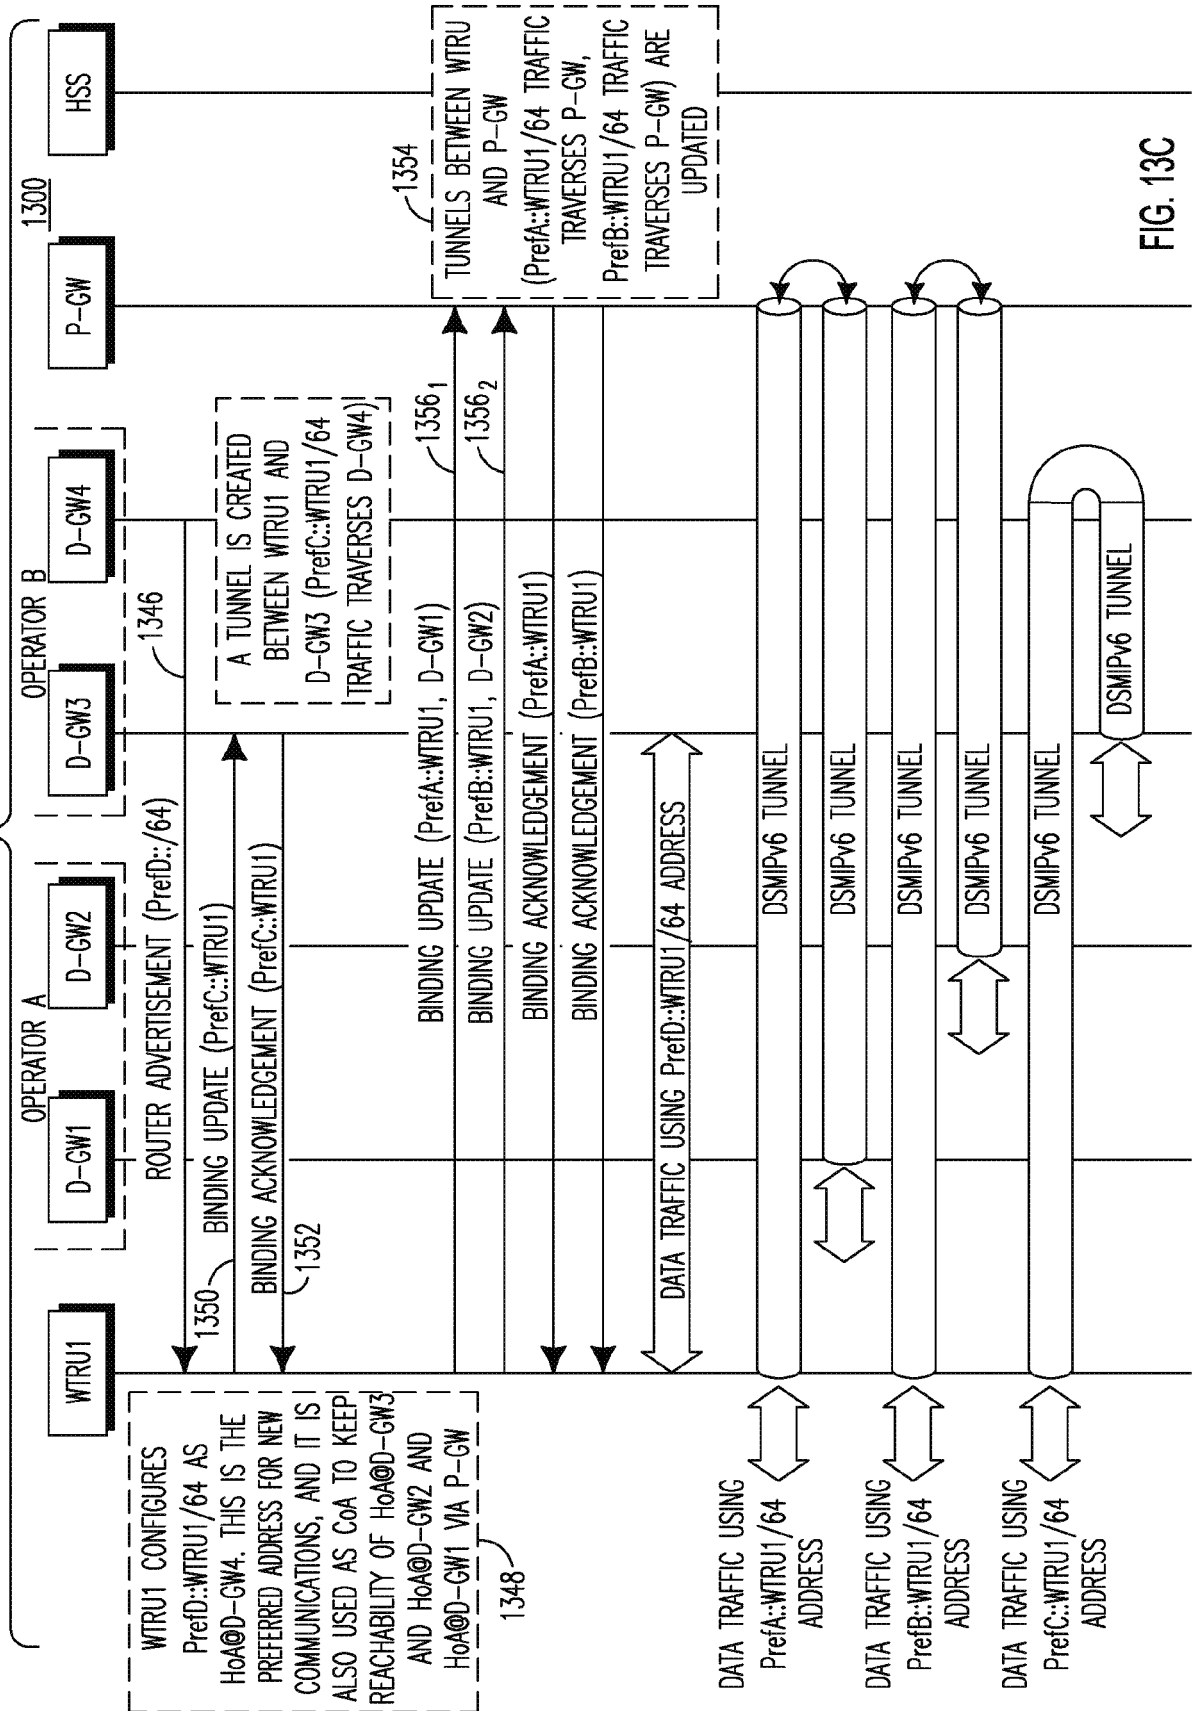 1300
OPERATOR A
OPERATOR B
WTRU1
D-GW1
D-GW2
D-GW3
D-GW4
P-GW
HSS
WTRU1 CONFIGURES
PrefD::WTRU1/64 AS
HoA@D-GW4. THIS IS THE
PREFERRED ADDRESS FOR NEW
COMMUNICATIONS, AND IT IS
ALSO USED AS CoA TO KEEP
REACHABILITY OF HoA@D-GW3
AND HoA@D-GW2 AND
HoA@D-GW1 VIA P-GW
1348
ROUTER ADVERTISEMENT (PrefD::/64)
1346
1350
BINDING UPDATE (PrefC::WTRU1)
BINDING ACKNOWLEDGEMENT (PrefC::WTRU1)
1352
A TUNNEL IS CREATED
BETWEEN WTRU1 AND
D-GW3 (PrefC::WTRU1/64
TRAFFIC TRAVERSES D-GW4)
BINDING UPDATE (PrefA::WTRU1, D-GW1)
1356₁
BINDING UPDATE (PrefB::WTRU1, D-GW2)
1356₂
BINDING ACKNOWLEDGEMENT (PrefA::WTRU1)
BINDING ACKNOWLEDGEMENT (PrefB::WTRU1)
1354
TUNNELS BETWEEN WTRU
AND P-GW
(PrefA::WTRU1/64 TRAFFIC
TRAVERSES P-GW,
PrefB::WTRU1/64 TRAFFIC
TRAVERSES P-GW) ARE
UPDATED
DATA TRAFFIC USING PrefD::WTRU1/64 ADDRESS
DATA TRAFFIC USING
PrefA::WTRU1/64
ADDRESS
DSMIPv6 TUNNEL
DSMIPv6 TUNNEL
DATA TRAFFIC USING
PrefB::WTRU1/64
ADDRESS
DSMIPv6 TUNNEL
DSMIPv6 TUNNEL
DATA TRAFFIC USING
PrefC::WTRU1/64
ADDRESS
DSMIPv6 TUNNEL
DSMIPv6 TUNNEL
FIG. 13C